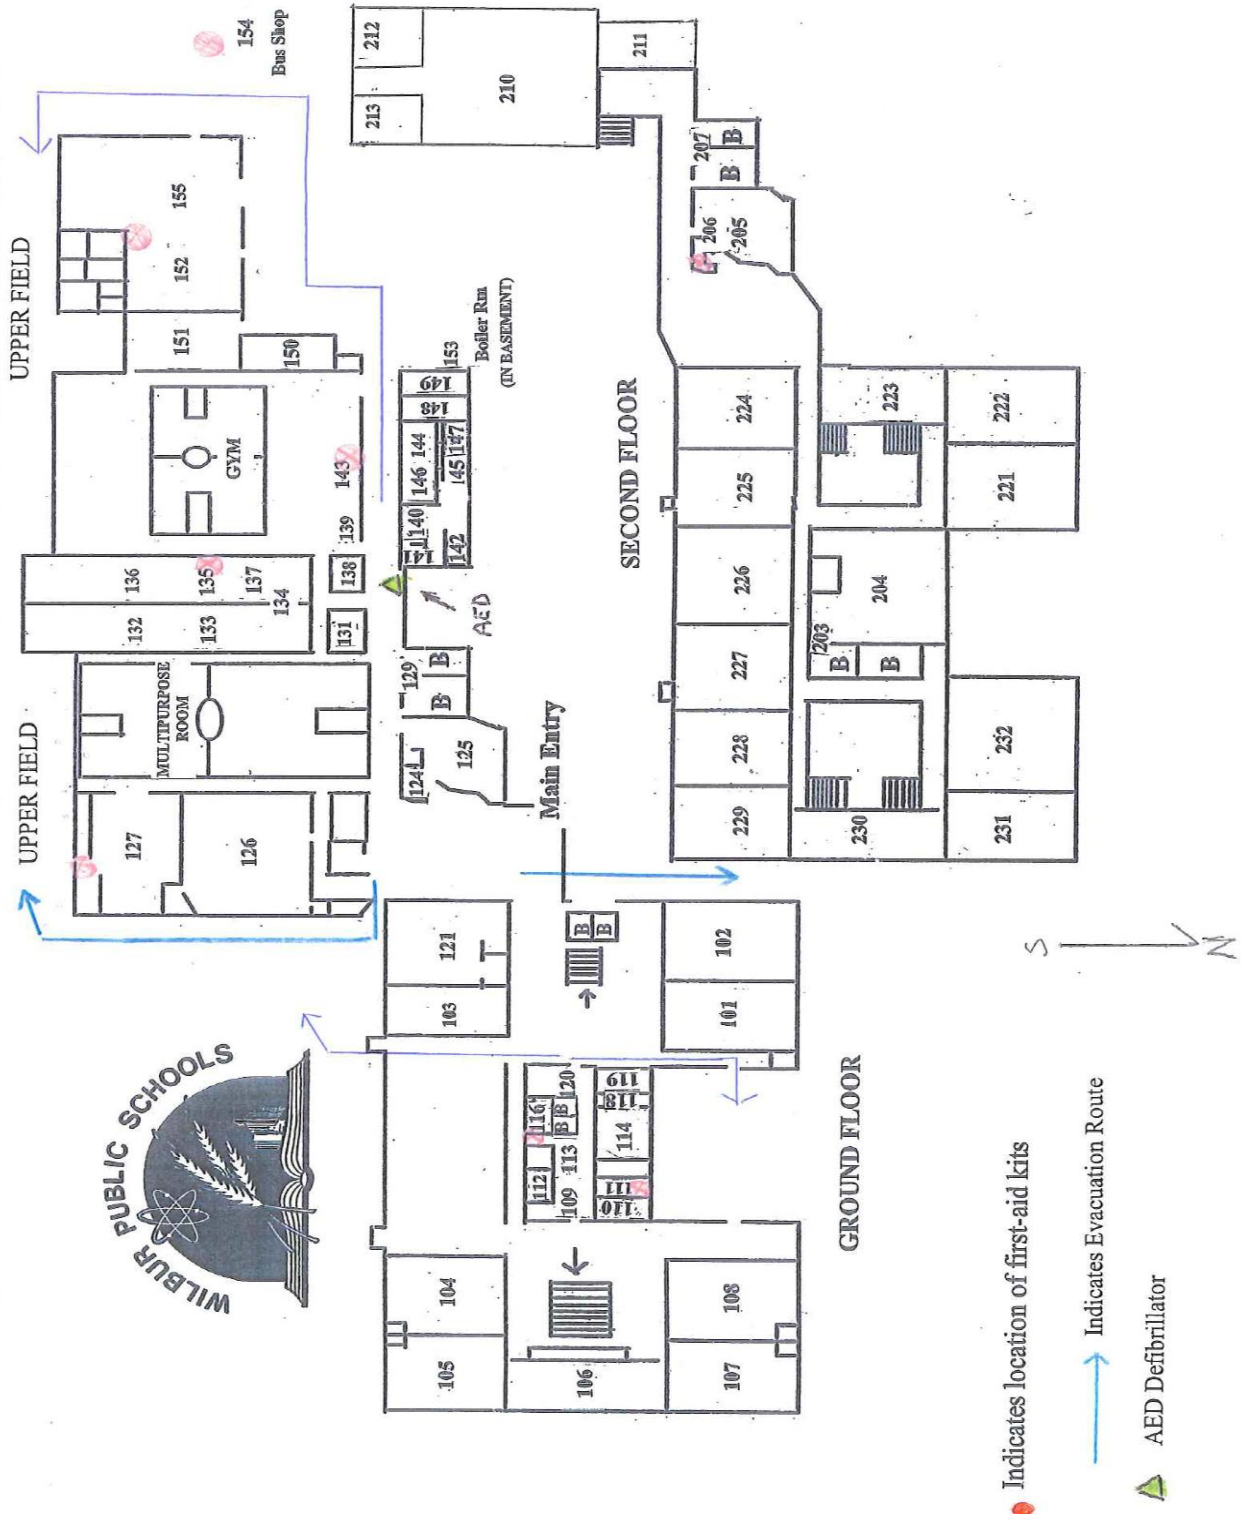 WILBUR PUBLIC SCHOOLS
UPPER FIELD
UPPER FIELD
127
126
MULTIPURPOSE
ROOM
132
133
136
135
137
134
131
138
139
143
GYM
150
151
152
155
154
Bus Shop
105
104
106
107
108
109
112
113
116
B
B
120
110
111
114
118
119
103
121
101
102
B
B
124
125
129
B
B
AED
141
140
142
146
144
145
147
148
149
153
Boiler Rm
(IN BASEMENT)
Main Entry
GROUND FLOOR
SECOND FLOOR
213
212
210
211
207
B
B
206
205
229
228
227
226
225
224
230
203
B
B
204
223
231
232
221
222
S
N
Indicates location of first-aid kits
Indicates Evacuation Route
AED Defibrillator